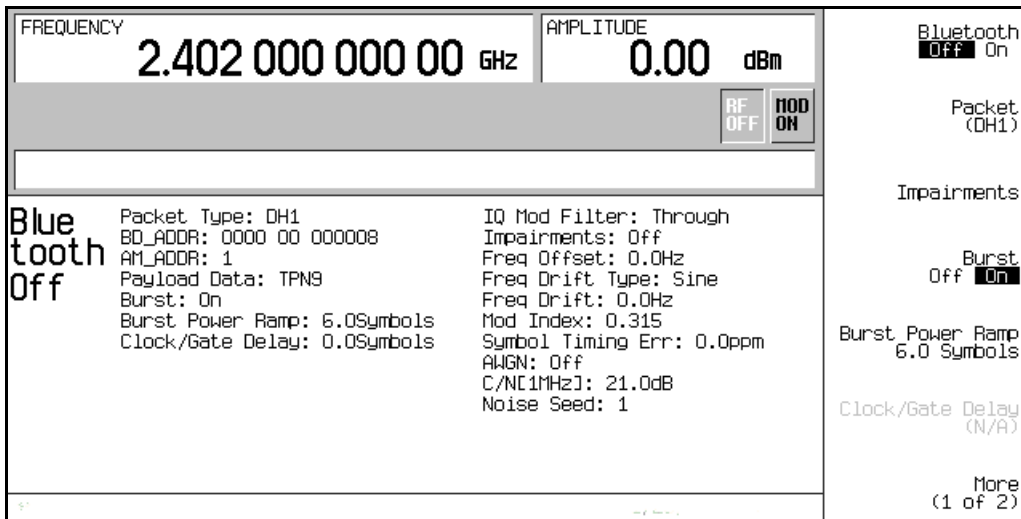 FREQUENCY
2.402 000 000 00 GHz
AMPLITUDE
0.00 dBm
RF OFF
MOD ON
Blue
tooth
Off
Packet Type: DH1
BD_ADDR: 0000 00 000008
AM_ADDR: 1
Payload Data: TPN9
Burst: On
Burst Power Ramp: 6.0Symbols
Clock/Gate Delay: 0.0Symbols
IQ Mod Filter: Through
Impairments: Off
Freq Offset: 0.0Hz
Freq Drift Type: Sine
Freq Drift: 0.0Hz
Mod Index: 0.315
Symbol Timing Err: 0.0ppm
AWGN: Off
C/N[1MHz]: 21.0dB
Noise Seed: 1
Bluetooth
Off On
Packet
(DH1)
Impairments
Burst
Off On
Burst Power Ramp
6.0 Symbols
Clock/Gate Delay
(N/A)
More
(1 of 2)